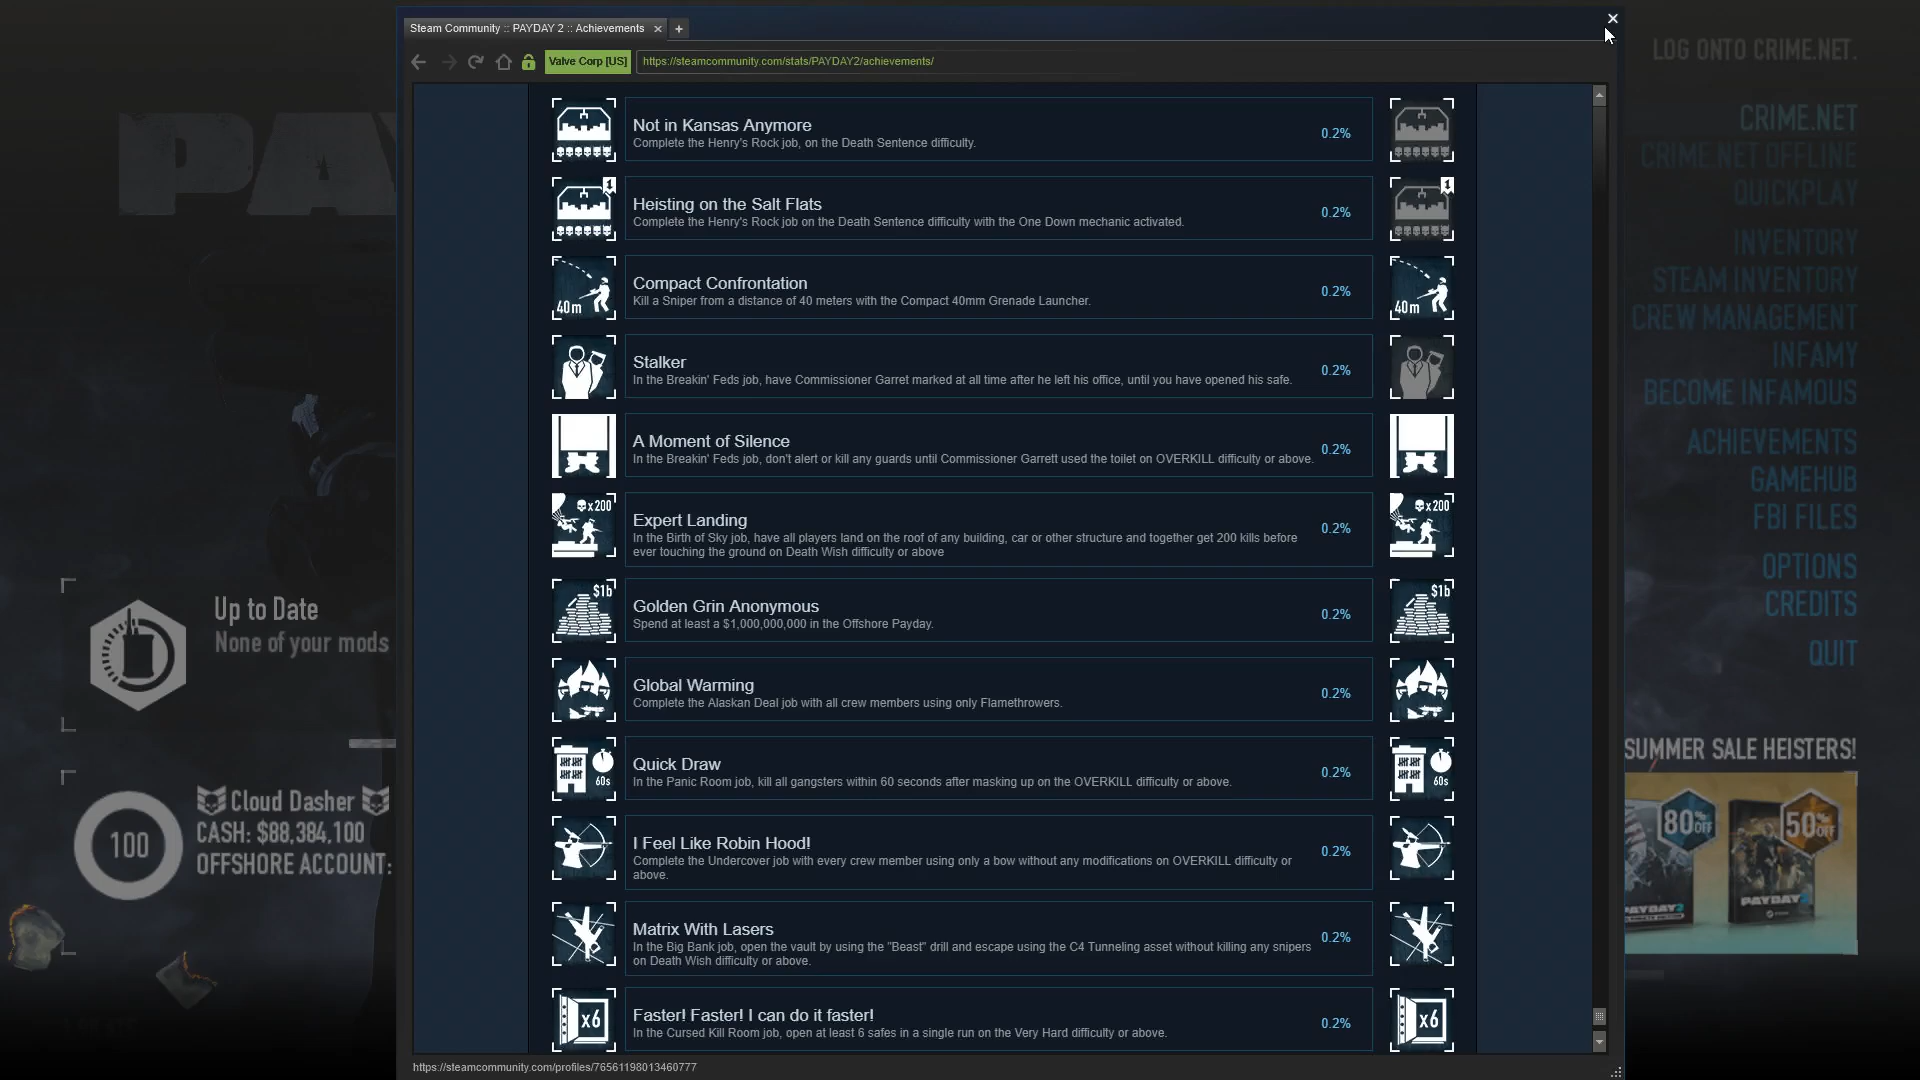 Steam Community :: PAYDAY 2 :: Achievements
Valve Corp [US]
https://steamcommunity.com/stats/PAYDAY2/achievements/
Not in Kansas Anymore
Complete the Henry's Rock job, on the Death Sentence difficulty.
0.2%
1
Heisting on the Salt Flats
Complete the Henry's Rock job on the Death Sentence difficulty with the One Down mechanic activated.
0.2%
1
40m
Compact Confrontation
Kill a Sniper from a distance of 40 meters with the Compact 40mm Grenade Launcher.
0.2%
40m
Stalker
In the Breakin' Feds job, have Commissioner Garret marked at all time after he left his office, until you have opened his safe.
0.2%
A Moment of Silence
In the Breakin' Feds job, don't alert or kill any guards until Commissioner Garrett used the toilet on OVERKILL difficulty or above.
0.2%
x200
Expert Landing
In the Birth of Sky job, have all players land on the roof of any building, car or other structure and together get 200 kills before
ever touching the ground on Death Wish difficulty or above
0.2%
x200
$1b
Golden Grin Anonymous
Spend at least a $1,000,000,000 in the Offshore Payday.
0.2%
$1b
Global Warming
Complete the Alaskan Deal job with all crew members using only Flamethrowers.
0.2%
60s
Quick Draw
In the Panic Room job, kill all gangsters within 60 seconds after masking up on the OVERKILL difficulty or above.
0.2%
60s
I Feel Like Robin Hood!
Complete the Undercover job with every crew member using only a bow without any modifications on OVERKILL difficulty or
above.
0.2%
Matrix With Lasers
In the Big Bank job, open the vault by using the "Beast" drill and escape using the C4 Tunneling asset without killing any snipers
on Death Wish difficulty or above.
0.2%
x6
Faster! Faster! I can do it faster!
In the Cursed Kill Room job, open at least 6 safes in a single run on the Very Hard difficulty or above.
0.2%
x6
https://steamcommunity.com/profiles/76561198013460777
PA
Up to Date
None of your mods
100
Cloud Dasher
CASH: $88,384,100
OFFSHORE ACCOUNT:
LOG ONTO CRIME.NET.
CRIME.NET
CRIME.NET OFFLINE
QUICKPLAY
INVENTORY
STEAM INVENTORY
CREW MANAGEMENT
INFAMY
BECOME INFAMOUS
ACHIEVEMENTS
GAMEHUB
FBI FILES
OPTIONS
CREDITS
QUIT
SUMMER SALE HEISTERS!
80% OFF
50% OFF
PAYDAY 2